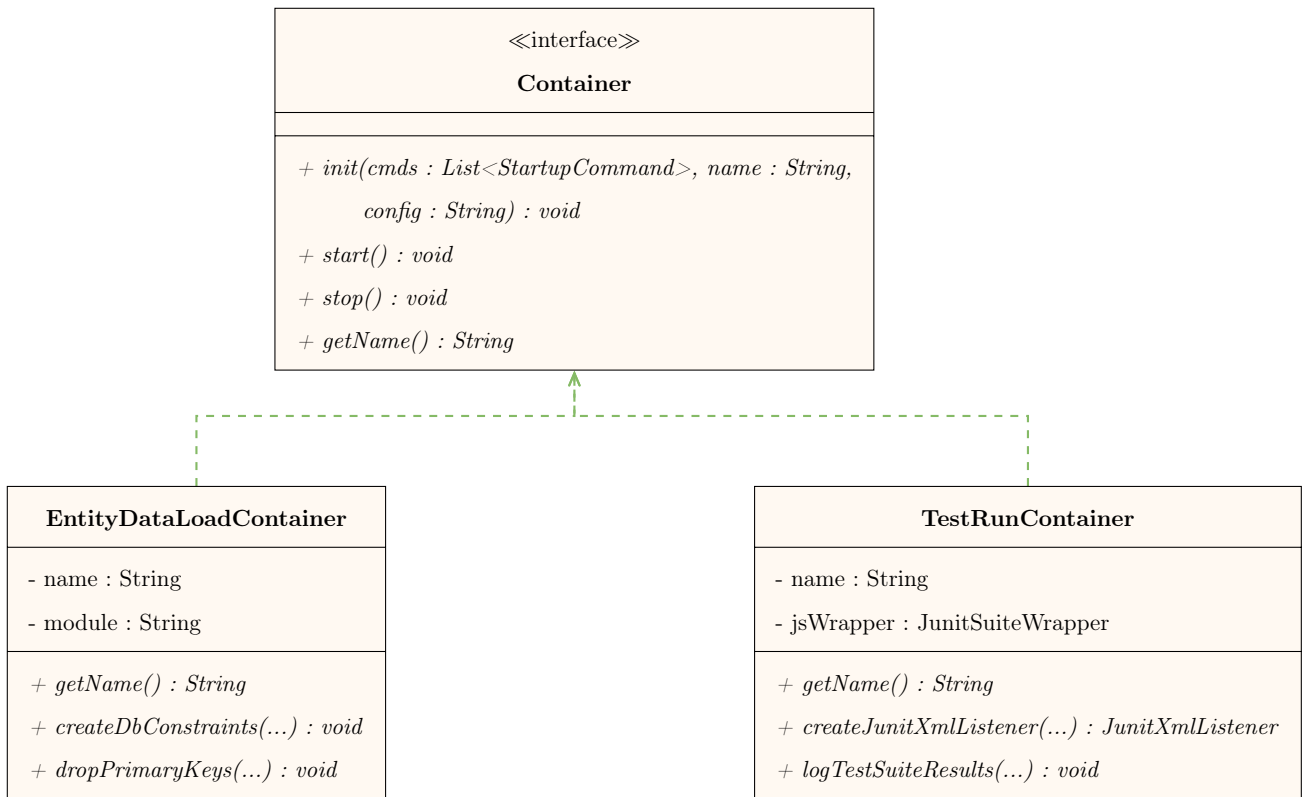 ≪interface≫
Container
+ init(cmds : List<StartupCommand>, name : String,
config : String) : void
+ start() : void
+ stop() : void
+ getName() : String
EntityDataLoadContainer
- name : String
- module : String
+ getName() : String
+ createDbConstraints(...) : void
+ dropPrimaryKeys(...) : void
TestRunContainer
- name : String
- jsWrapper : JunitSuiteWrapper
+ getName() : String
+ createJunitXmlListener(...) : JunitXmlListener
+ logTestSuiteResults(...) : void